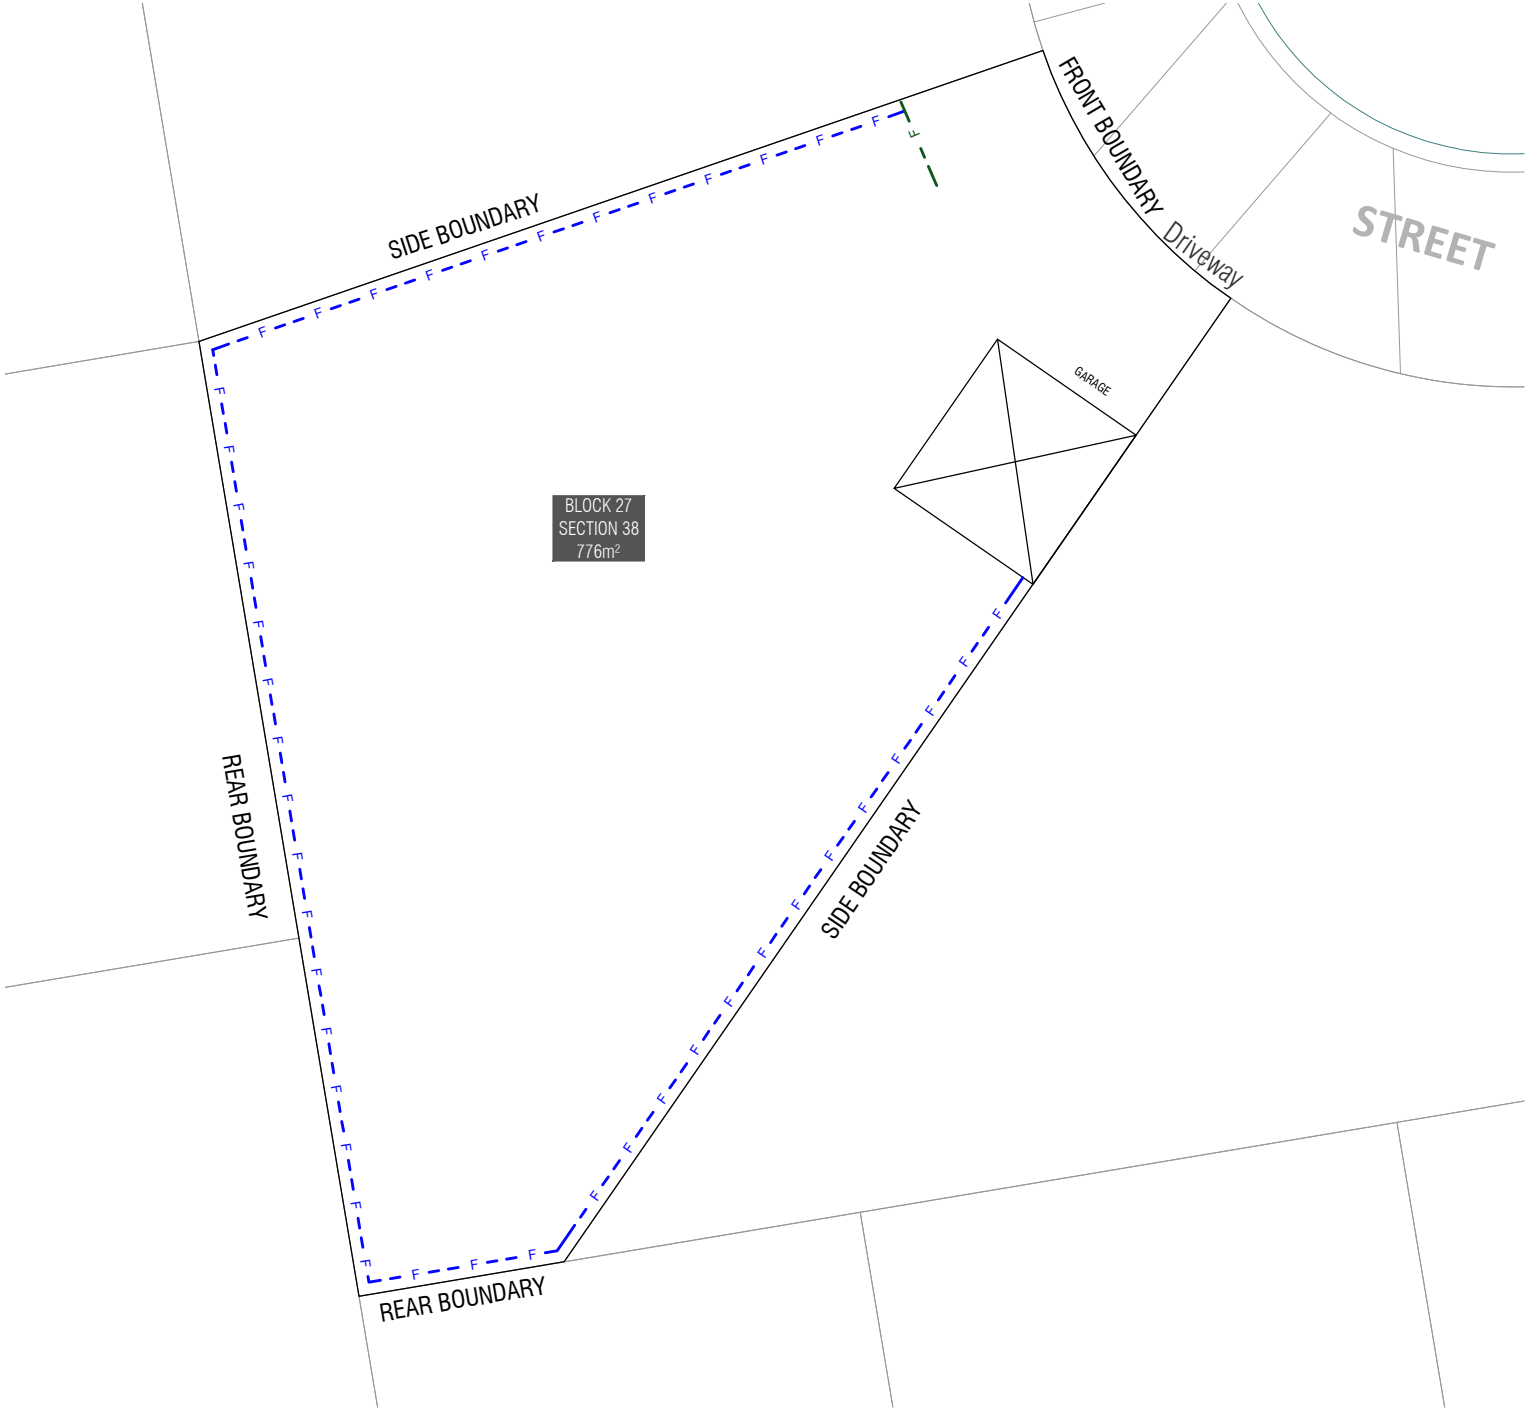 FRONT BOUNDARY
SIDE BOUNDARY
STREET
Driveway
GARAGE
BLOCK 27
SECTION 38
776m²
REAR BOUNDARY
SIDE BOUNDARY
REAR BOUNDARY
F F F F F F F F F F F F
F
F F F F F F F F F F F F F F F F
F F F
F F F F F F F F F F F F F